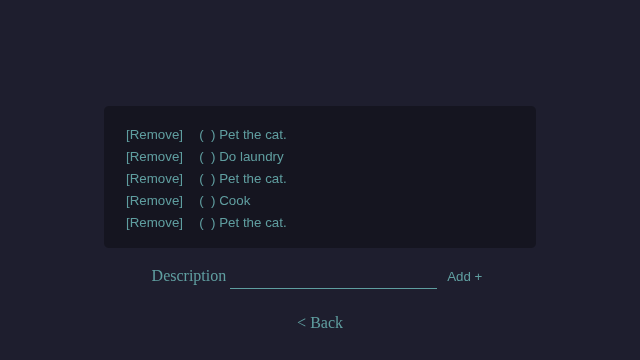 [Remove] ( ) Pet the cat.
[Remove] ( ) Do laundry
[Remove] ( ) Pet the cat.
[Remove] ( ) Cook
[Remove] ( ) Pet the cat.
Description Add +
< Back